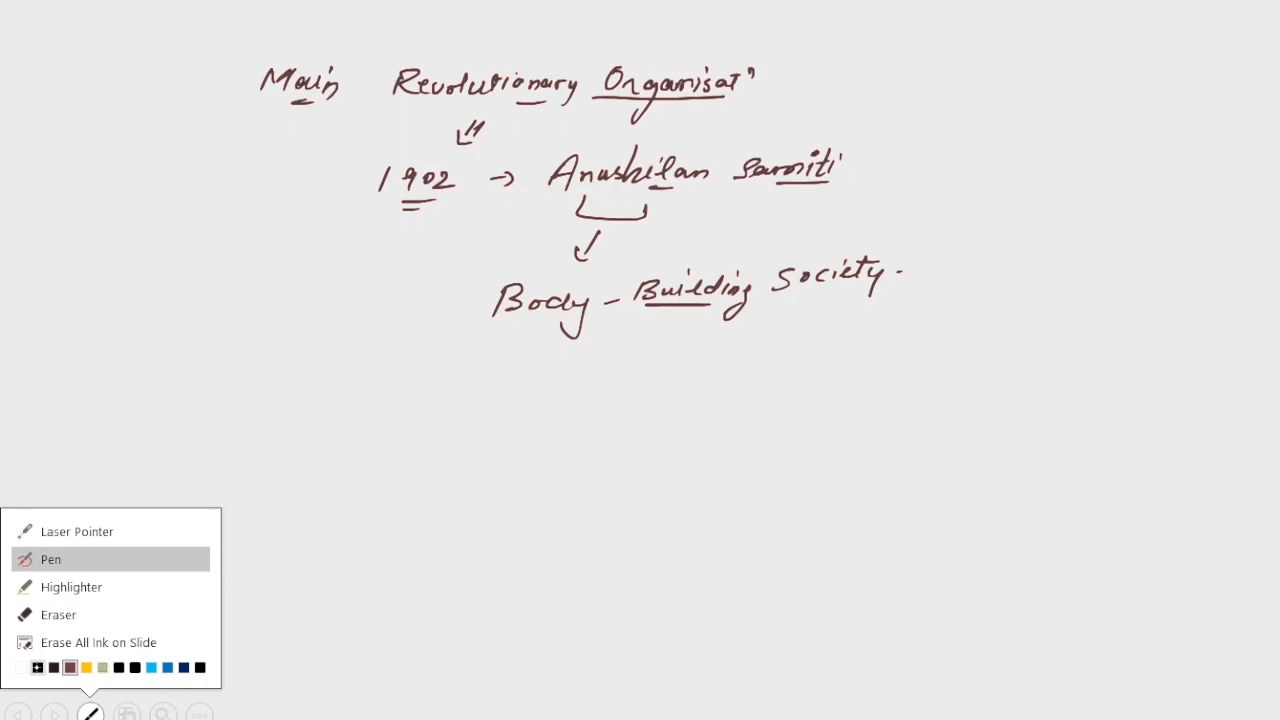 Main Revolutionary Organisatⁿ
1902 → Anushilan Samiti
Body - Building Society.
Laser Pointer
Pen
Highlighter
Eraser
Erase All Ink on Slide